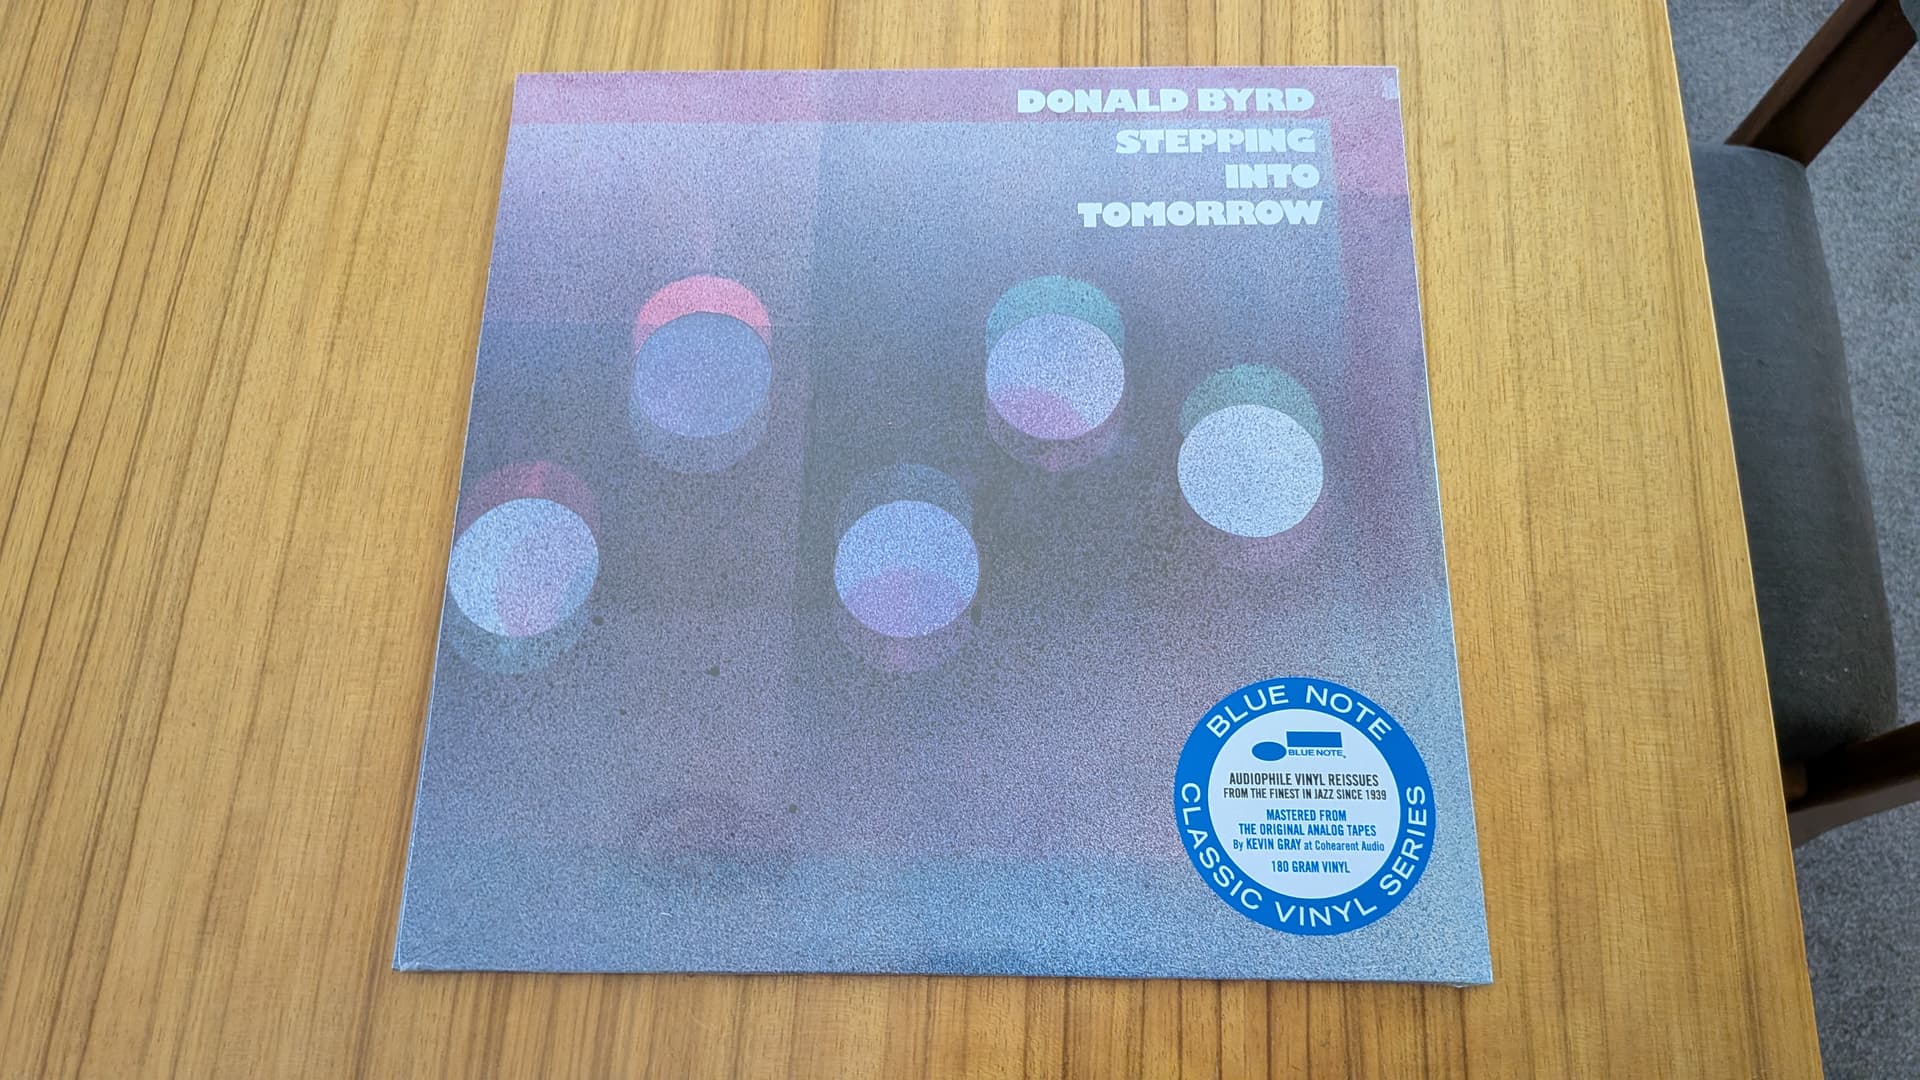 DONALD BYRD
STEPPING
INTO
TOMORROW
BLUE NOTE
BLUE NOTE
AUDIOPHILE VINYL REISSUES
FROM THE FINEST IN JAZZ SINCE 1939
MASTERED FROM
THE ORIGINAL ANALOG TAPES
By KEVIN GRAY at Cohearent Audio
180 GRAM VINYL
CLASSIC VINYL SERIES